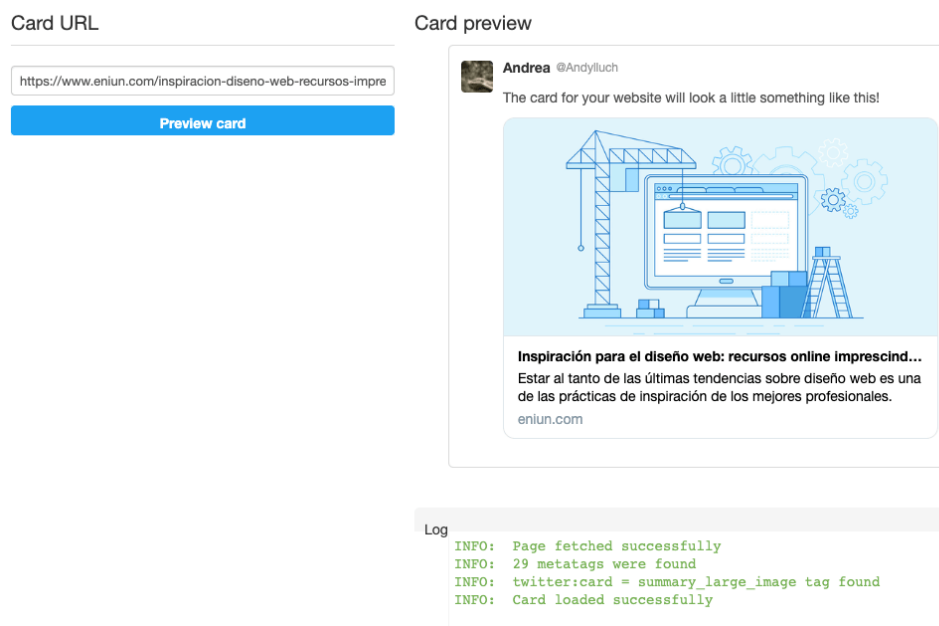 Card URL
https://www.eniun.com/inspiracion-diseno-web-recursos-impre
Preview card
Card preview
Andrea @Andylluch
The card for your website will look a little something like this!
Inspiración para el diseño web: recursos online imprescind...
Estar al tanto de las últimas tendencias sobre diseño web es una
de las prácticas de inspiración de los mejores profesionales.
eniun.com
Log
INFO: Page fetched successfully
INFO: 29 metatags were found
INFO: twitter:card = summary_large_image tag found
INFO: Card loaded successfully